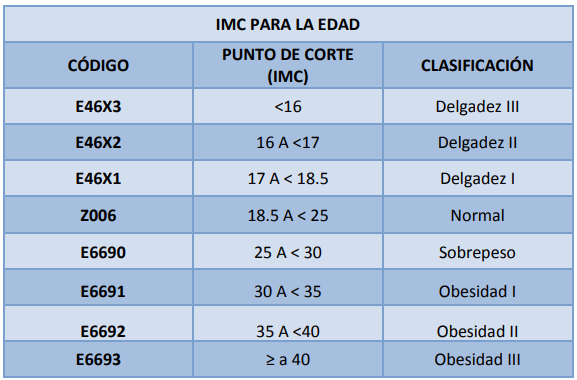 IMC PARA LA EDAD
CÓDIGO PUNTO DE CORTE (IMC) CLASIFICACIÓN
E46X3 <16 Delgadez III
E46X2 16 A <17 Delgadez II
E46X1 17 A < 18.5 Delgadez I
Z006 18.5 A < 25 Normal
E6690 25 A < 30 Sobrepeso
E6691 30 A < 35 Obesidad I
E6692 35 A <40 Obesidad II
E6693 ≥ a 40 Obesidad III